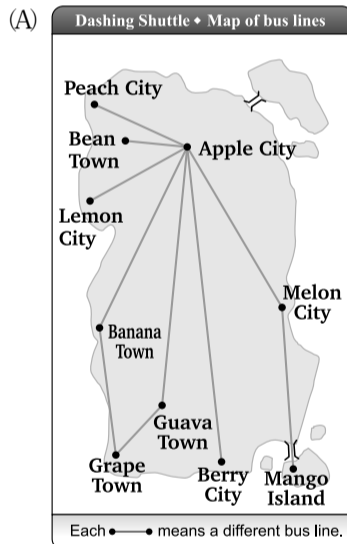 (A)
Dashing Shuttle ◆ Map of bus lines
Peach City
Bean
Town
Apple City
Lemon
City
Melon
City
Banana
Town
Guava
Town
Grape
Town
Berry
City
Mango
Island
Each ●—● means a different bus line.